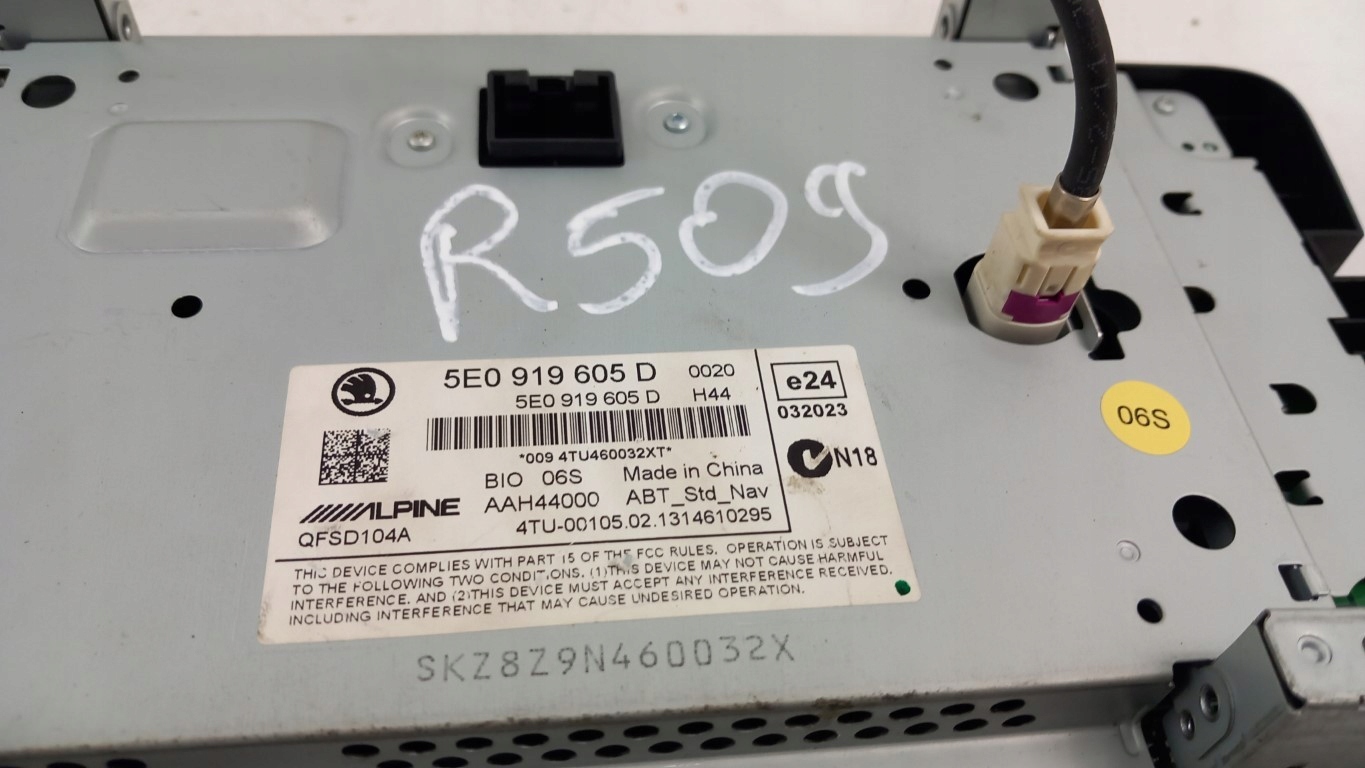 R509
5E0 919 605 D 0020
5E0 919 605 D H44
*009 4TU460032XT*
BIO 06S Made in China
AAH44000 ABT_Std_Nav
4TU-00105.02.1314610295
ALPINE
QFSD104A
e24
032023
N18
06S
THIS DEVICE COMPLIES WITH PART 15 OF THE FCC RULES. OPERATION IS SUBJECT
TO THE FOLLOWING TWO CONDITIONS. (1)THIS DEVICE MAY NOT CAUSE HARMFUL
INTERFERENCE, AND (2)THIS DEVICE MUST ACCEPT ANY INTERFERENCE RECEIVED.
INCLUDING INTERFERENCE THAT MAY CAUSE UNDESIRED OPERATION.
SKZ8Z9N460032X